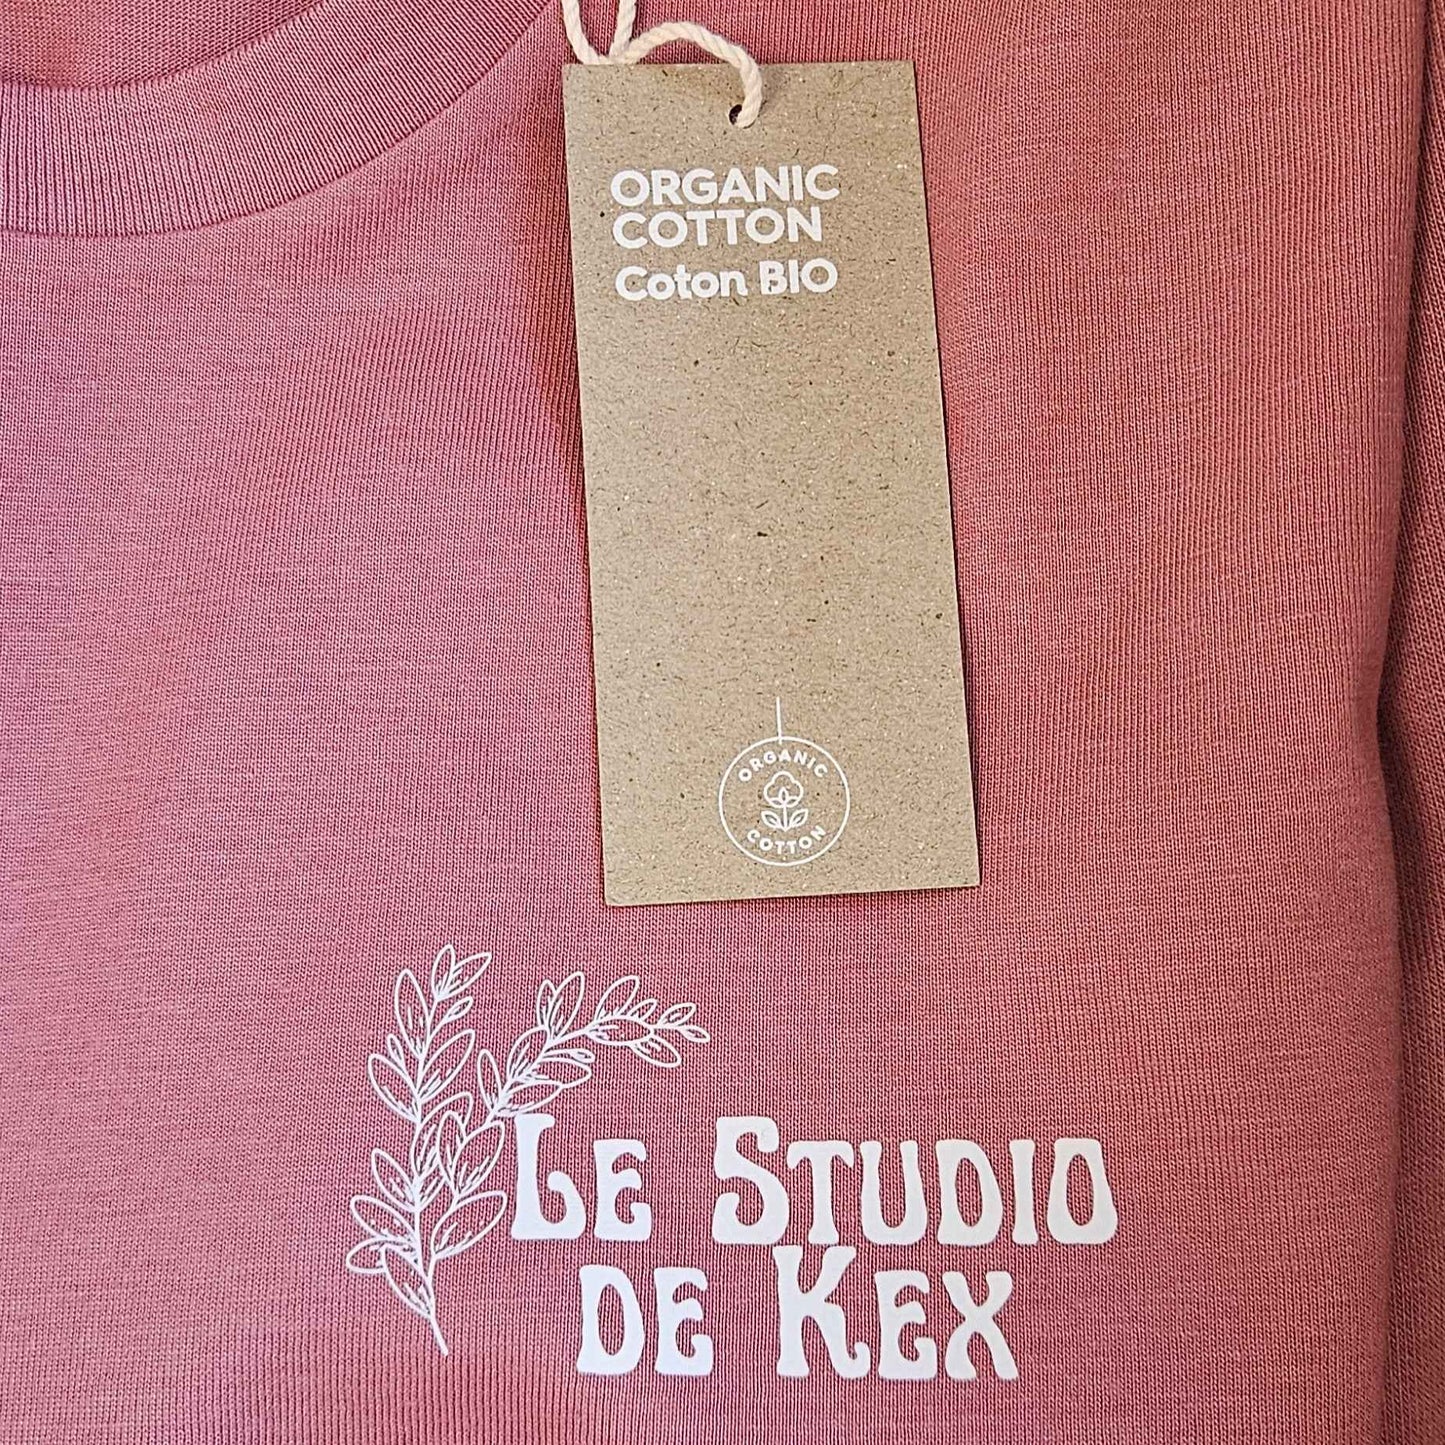 ORGANIC
COTTON
Coton BIO
ORGANIC
COTTON
LE STUDIO
DE KEX